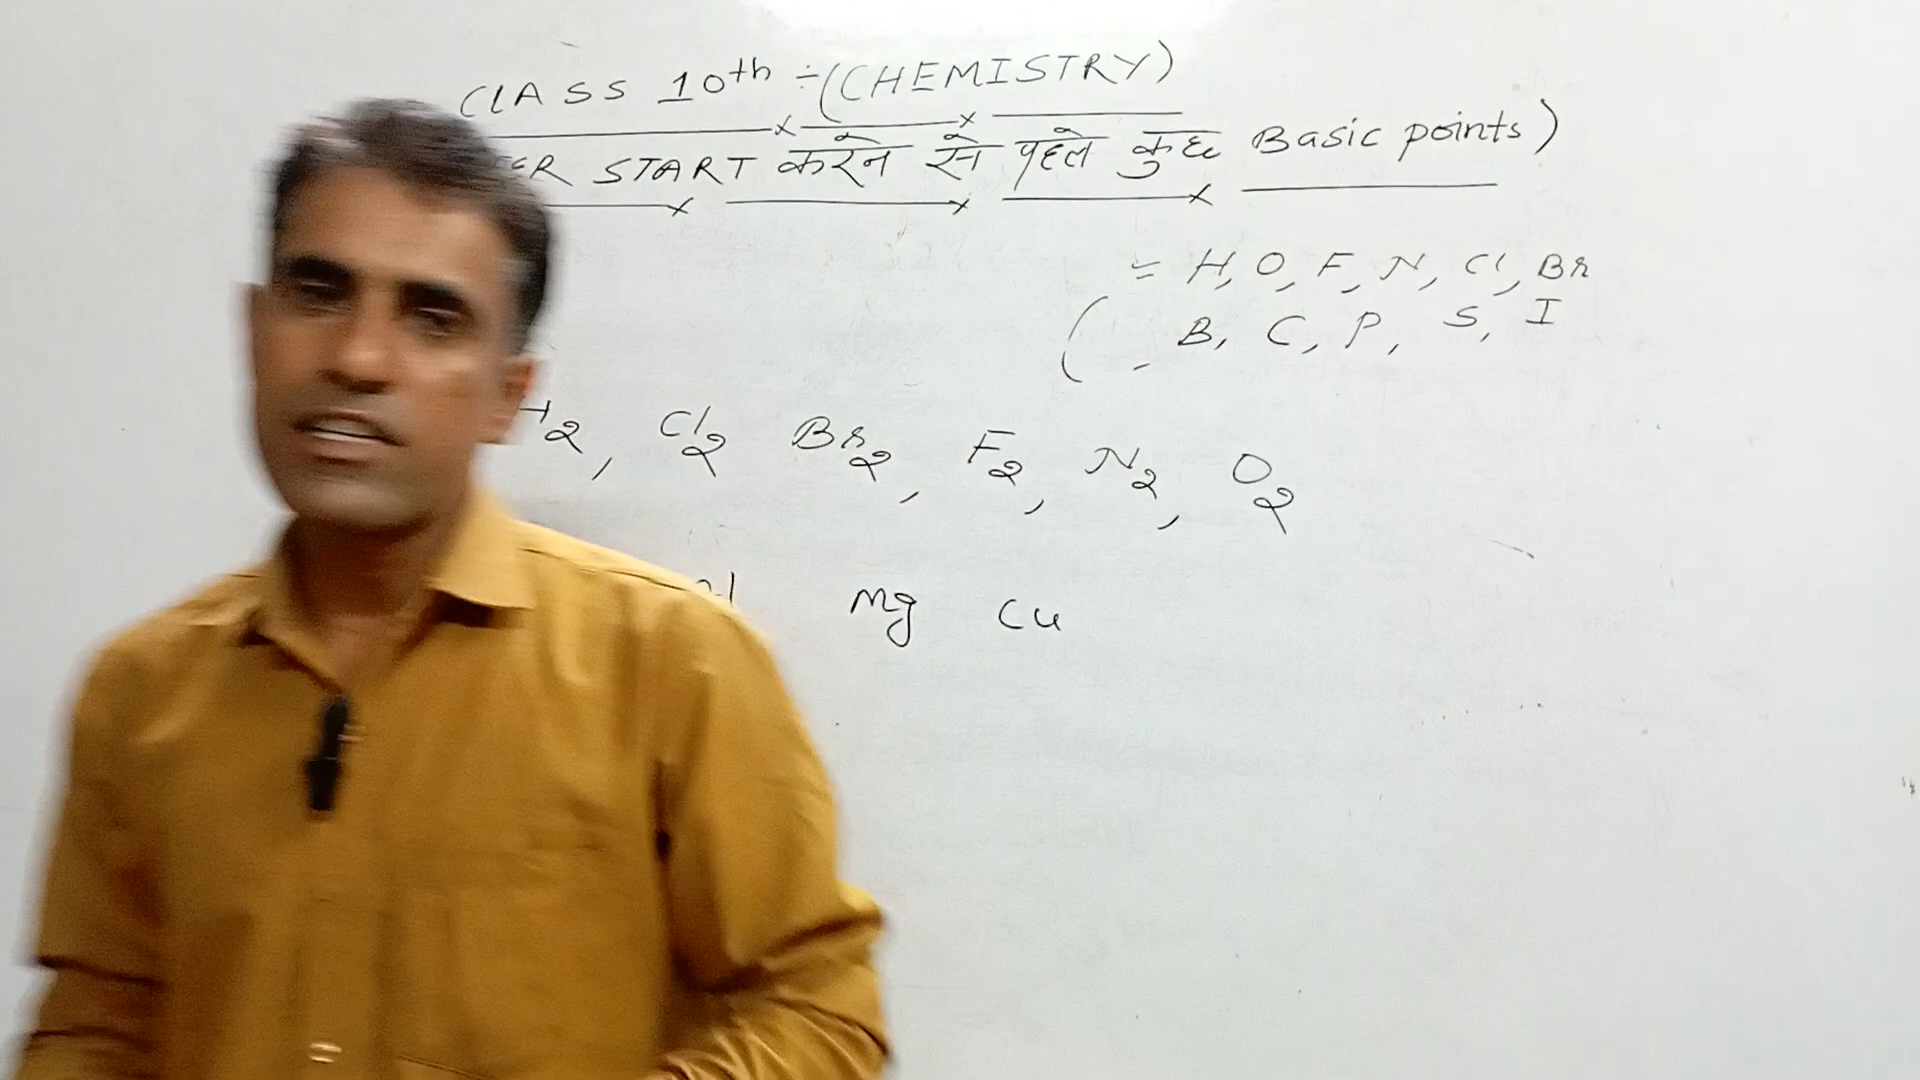 CLASS 10th ÷ (CHEMISTRY)
START करने से पहले कुछ Basic points)
= H, O, F, N, Cl, Br
( B, C, P, S, I
H2, Cl2 Br2, F2, N2, O2
Mg Cu